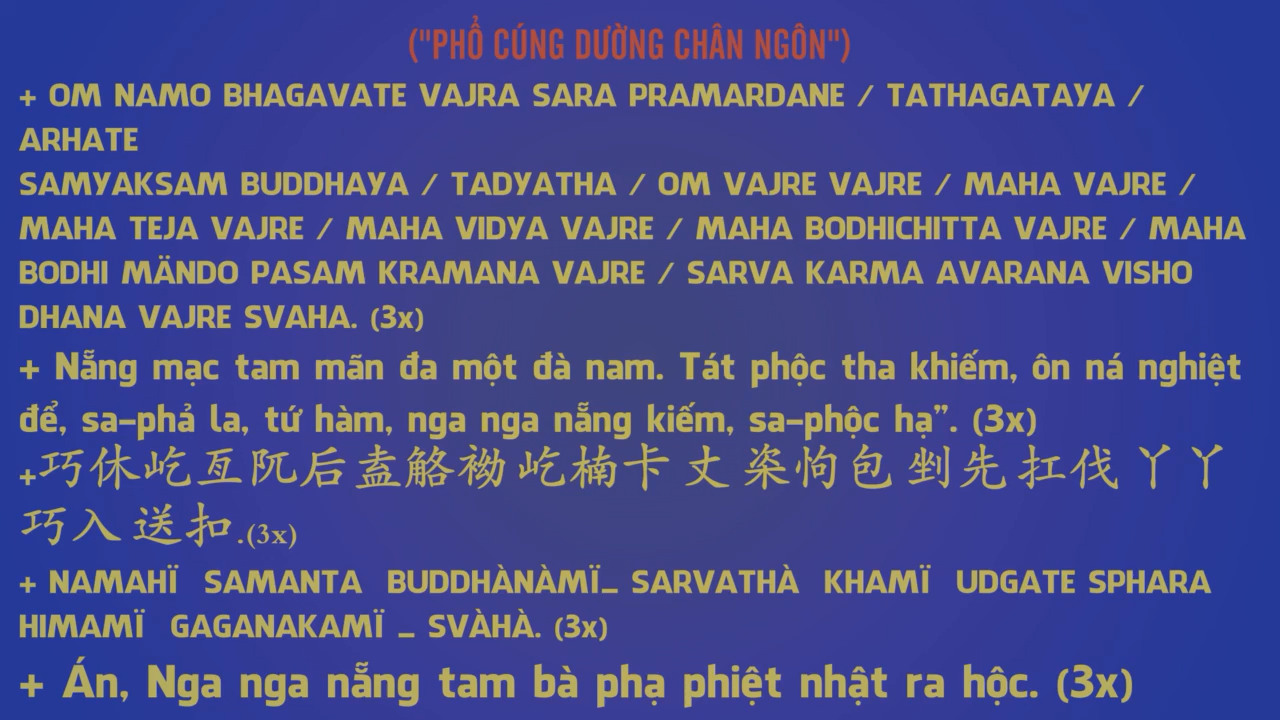 ("PHỔ CÚNG DƯỜNG CHÂN NGÔN")
+ OM NAMO BHAGAVATE VAJRA SARA PRAMARDANE / TATHAGATAYA /
ARHATE
SAMYAKSAM BUDDHAYA / TADYATHA / OM VAJRE VAJRE / MAHA VAJRE /
MAHA TEJA VAJRE / MAHA VIDYA VAJRE / MAHA BODHICHITTA VAJRE / MAHA
BODHI MÄNDO PASAM KRAMANA VAJRE / SARVA KARMA AVARANA VISHO
DHANA VAJRE SVAHA. (3x)
+ Nẵng mạc tam mãn đa một đà nam. Tát phộc tha khiếm, ôn ná nghiệt
để, sa-phả la, tứ hàm, nga nga nẵng kiếm, sa-phộc hạ”. (3x)
+巧休屹亙阢后盍觡褕屹楠卡丈 栥怐包 剉先 扛伐 丫丫
巧入 送扣.(3x)
+ NAMAHÏ SAMANTA BUDDHÀNÀMÏ_ SARVATHÀ KHAMÏ UDGATE SPHARA
HIMAMÏ GAGANAKAMÏ _ SVÀHÀ. (3x)
+ Án, Nga nga nẵng tam bà phạ phiệt nhật ra hộc. (3x)